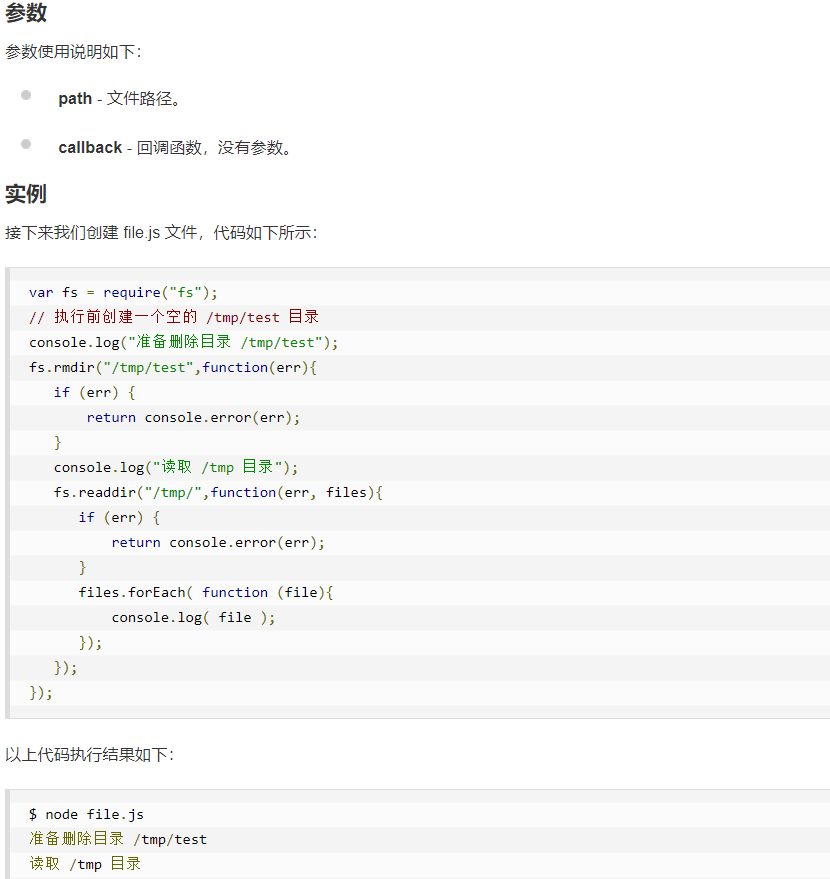 参数
参数使用说明如下：
path - 文件路径。
callback - 回调函数，没有参数。
实例
接下来我们创建 file.js 文件，代码如下所示：
var fs = require("fs");
// 执行前创建一个空的 /tmp/test 目录
console.log("准备删除目录 /tmp/test");
fs.rmdir("/tmp/test",function(err){
   if (err) {
       return console.error(err);
   }
   console.log("读取 /tmp 目录");
   fs.readdir("/tmp/",function(err, files){
      if (err) {
          return console.error(err);
      }
      files.forEach( function (file){
          console.log( file );
      });
   });
});
以上代码执行结果如下：
$ node file.js
准备删除目录 /tmp/test
读取 /tmp 目录